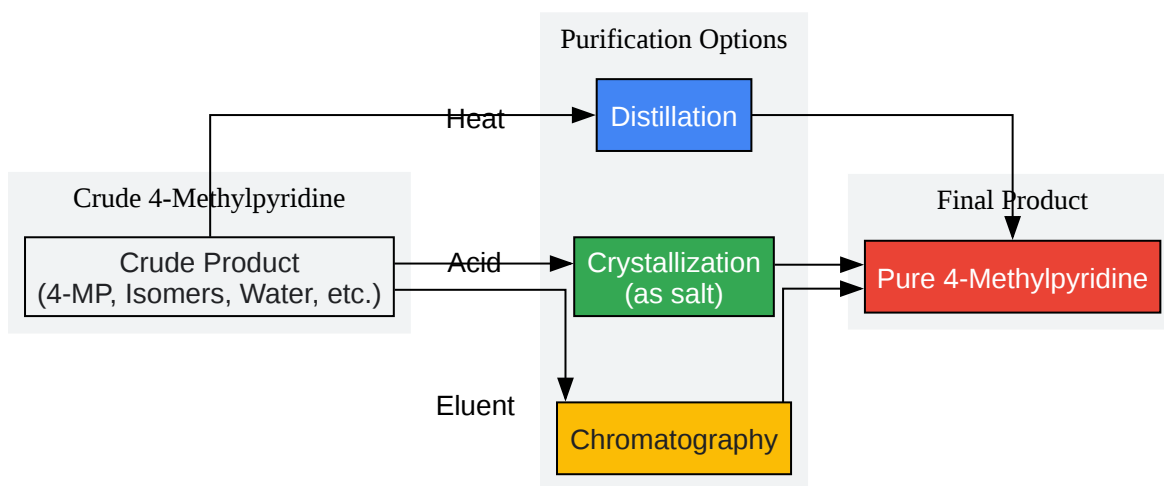 Purification Options
Heat
Distillation
Crude 4-Methylpyridine
Final Product
Crude Product
(4-MP, Isomers, Water, etc.)
Acid
Crystallization
(as salt)
Pure 4-Methylpyridine
Eluent
Chromatography